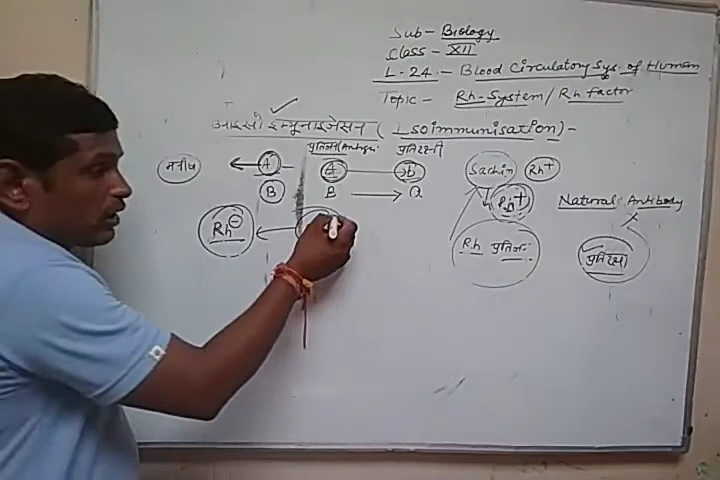 Sub- Biology
Class - XII
L-24. - Blood Circulatory Sys. of Human
Topic - Rh-System/Rh factor
आइसो इम्यूनाइजेसन (Isoimmunisation)-
प्रतिजन(Antigen प्रतिरक्षी
मनीष A A b Sachin Rh+
B B a Rh+ Natural Antibody
Rh⊖ Rh प्रतिजन प्रतिरक्षी